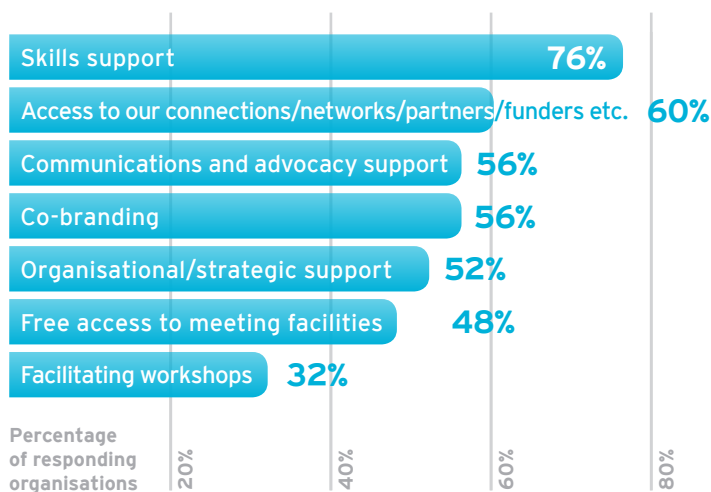 Skills support 76%
Access to our connections/networks/partners/funders etc. 60%
Communications and advocacy support 56%
Co-branding 56%
Organisational/strategic support 52%
Free access to meeting facilities 48%
Facilitating workshops 32%
Percentage
of responding
organisations
20%
40%
60%
80%